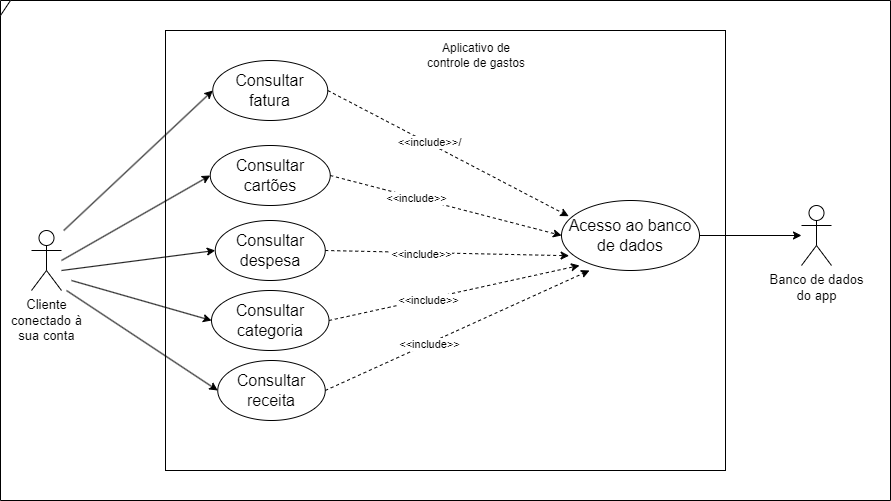 Aplicativo de
controle de gastos
Consultar
fatura
<<include>>/
Consultar
cartões
<<include>>
Acesso ao banco
de dados
Consultar
despesa
<<include>>
Cliente
conectado à
sua conta
Banco de dados
do app
Consultar
categoria
<<include>>
Consultar
receita
<<include>>